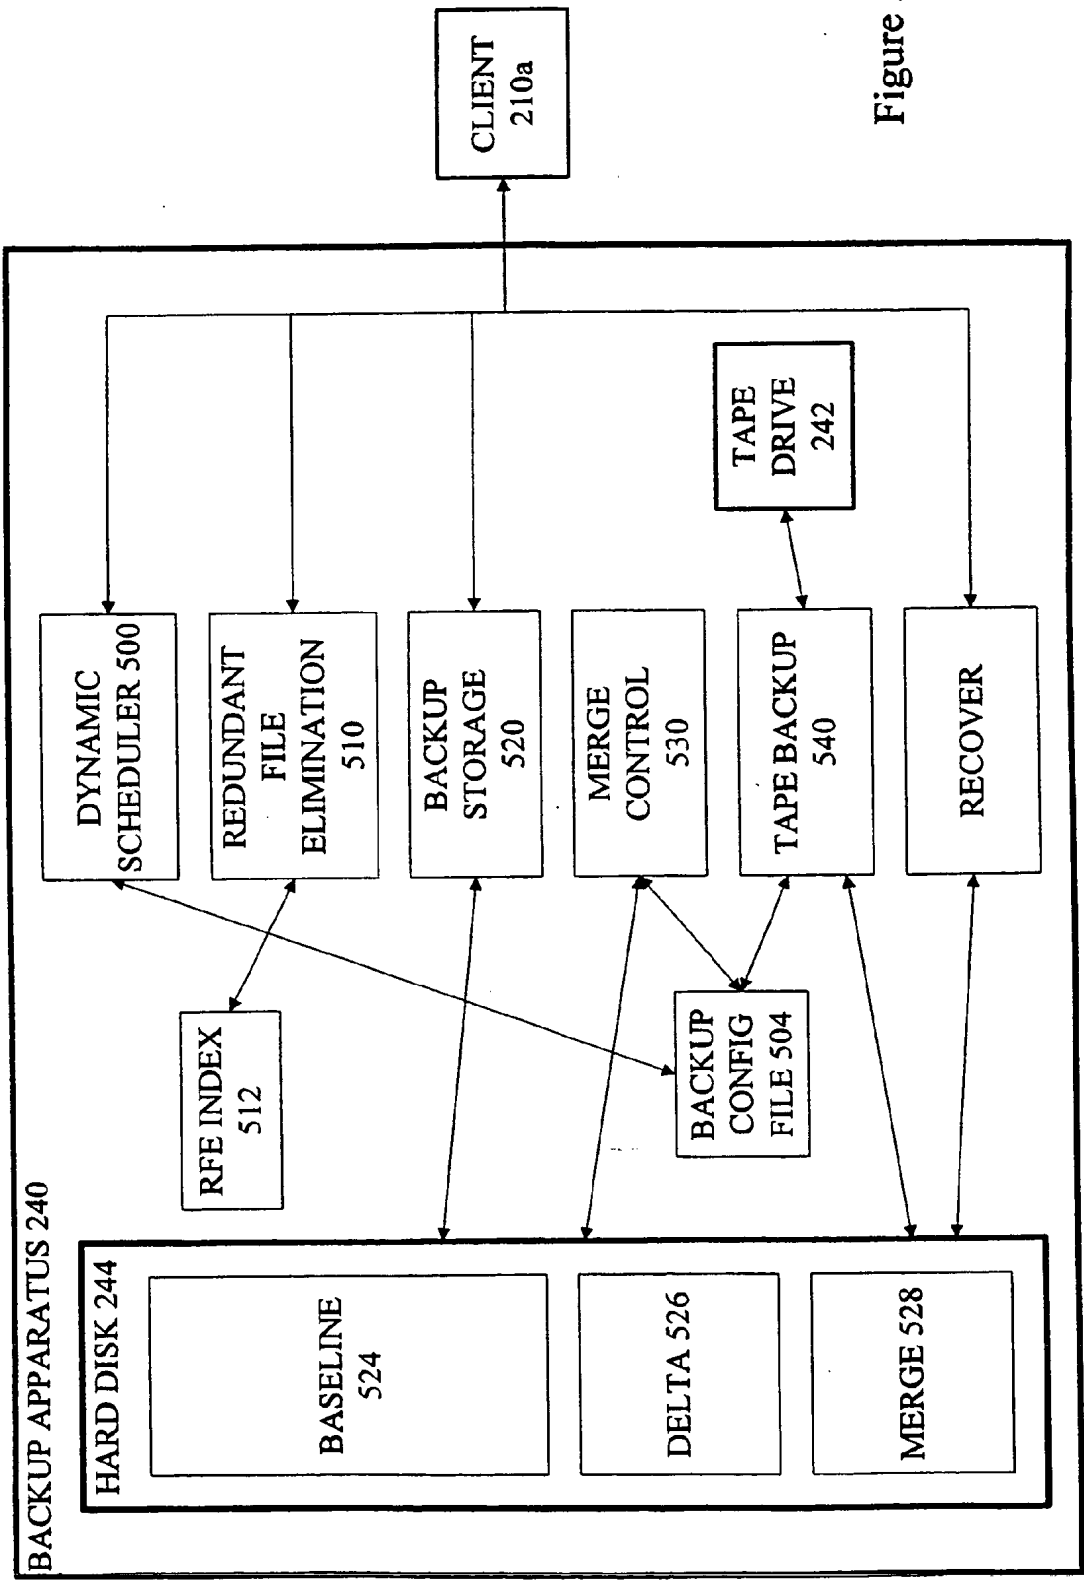 BACKUP APPARATUS 240
HARD DISK 244
BASELINE
524
DELTA 526
MERGE 528
RFE INDEX
512
BACKUP
CONFIG
FILE 504
DYNAMIC
SCHEDULER 500
REDUNDANT
FILE
ELIMINATION
510
BACKUP
STORAGE
520
MERGE
CONTROL
530
TAPE BACKUP
540
RECOVER
TAPE
DRIVE
242
CLIENT
210a
Figure